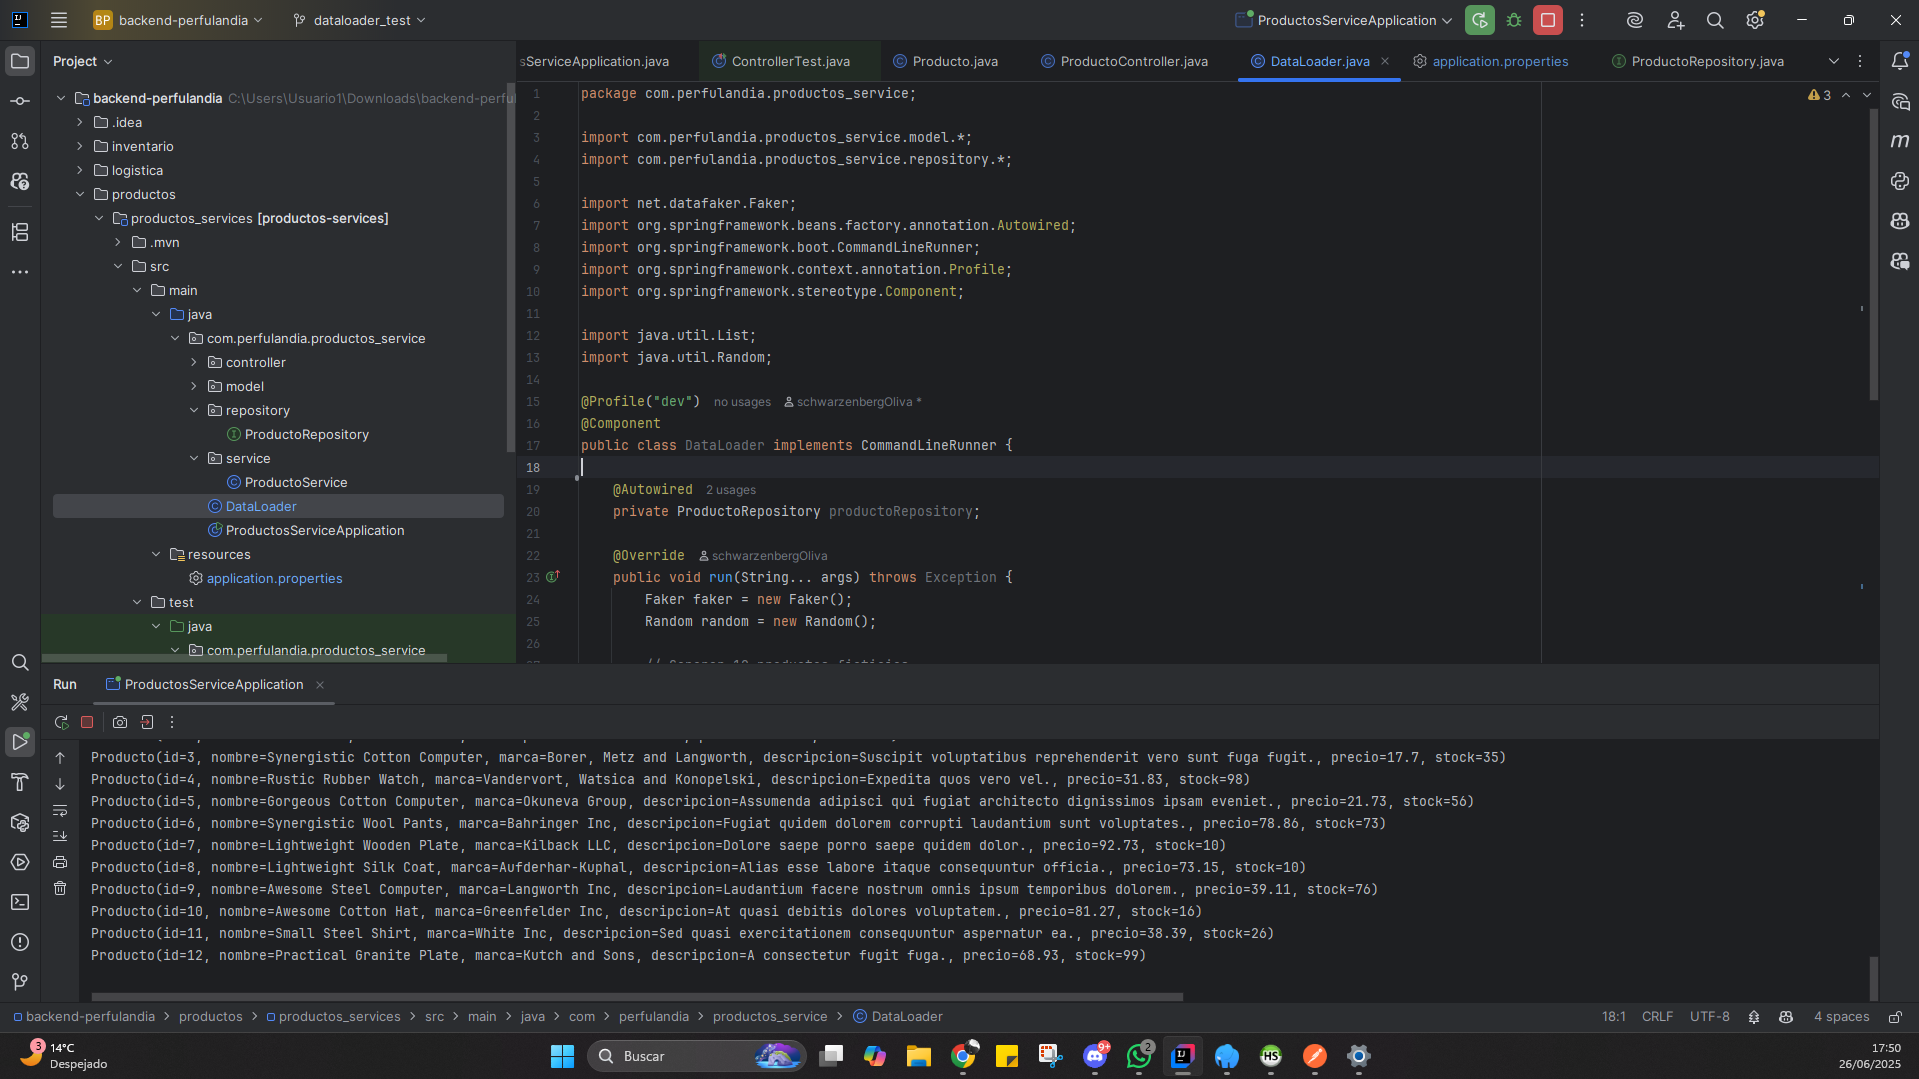 BP backend-perfulandia dataloader_test ProductosServiceApplication
Project
sServiceApplication.java ControllerTest.java Producto.java ProductoController.java DataLoader.java application.properties ProductoRepository.java
backend-perfulandia C:\Users\Usuario1\Downloads\backend-perfu
.idea
inventario
logistica
productos
productos_services [productos-services]
.mvn
src
main
java
com.perfulandia.productos_service
controller
model
repository
ProductoRepository
service
ProductoService
DataLoader
ProductosServiceApplication
resources
application.properties
test
java
com.perfulandia.productos_service
3
1 package com.perfulandia.productos_service;
2
3 import com.perfulandia.productos_service.model.*;
4 import com.perfulandia.productos_service.repository.*;
5
6 import net.datafaker.Faker;
7 import org.springframework.beans.factory.annotation.Autowired;
8 import org.springframework.boot.CommandLineRunner;
9 import org.springframework.context.annotation.Profile;
10 import org.springframework.stereotype.Component;
11
12 import java.util.List;
13 import java.util.Random;
14
15 @Profile("dev") no usages schwarzenbergOliva *
16 @Component
17 public class DataLoader implements CommandLineRunner {
18
19 @Autowired 2 usages
20 private ProductoRepository productoRepository;
21
22 @Override schwarzenbergOliva
23 public void run(String... args) throws Exception {
24 Faker faker = new Faker();
25 Random random = new Random();
26
Run ProductosServiceApplication
Producto(id=3, nombre=Synergistic Cotton Computer, marca=Borer, Metz and Langworth, descripcion=Suscipit voluptatibus reprehenderit vero sunt fuga fugit., precio=17.7, stock=35)
Producto(id=4, nombre=Rustic Rubber Watch, marca=Vandervort, Watsica and Konopelski, descripcion=Expedita quos vero vel., precio=31.83, stock=98)
Producto(id=5, nombre=Gorgeous Cotton Computer, marca=Okuneva Group, descripcion=Assumenda adipisci qui fugiat architecto dignissimos ipsam eveniet., precio=21.73, stock=56)
Producto(id=6, nombre=Synergistic Wool Pants, marca=Bahringer Inc, descripcion=Fugiat quidem dolorem corrupti laudantium sunt voluptates., precio=78.86, stock=73)
Producto(id=7, nombre=Lightweight Wooden Plate, marca=Kilback LLC, descripcion=Dolore saepe porro saepe quidem dolor., precio=92.73, stock=10)
Producto(id=8, nombre=Lightweight Silk Coat, marca=Aufderhar-Kuphal, descripcion=Alias esse labore itaque consequuntur officia., precio=73.15, stock=10)
Producto(id=9, nombre=Awesome Steel Computer, marca=Langworth Inc, descripcion=Laudantium facere nostrum omnis ipsum temporibus dolorem., precio=39.11, stock=76)
Producto(id=10, nombre=Awesome Cotton Hat, marca=Greenfelder Inc, descripcion=At quasi debitis dolores voluptatem., precio=81.27, stock=16)
Producto(id=11, nombre=Small Steel Shirt, marca=White Inc, descripcion=Sed quasi exercitationem consequuntur aspernatur ea., precio=38.39, stock=26)
Producto(id=12, nombre=Practical Granite Plate, marca=Kutch and Sons, descripcion=A consectetur fugit fuga., precio=68.93, stock=99)
backend-perfulandia > productos > productos_services > src > main > java > com > perfulandia > productos_service > DataLoader 18:1 CRLF UTF-8 4 spaces
3 14°C
Despejado
Buscar
9+
2
HS
17:50
26/06/2025